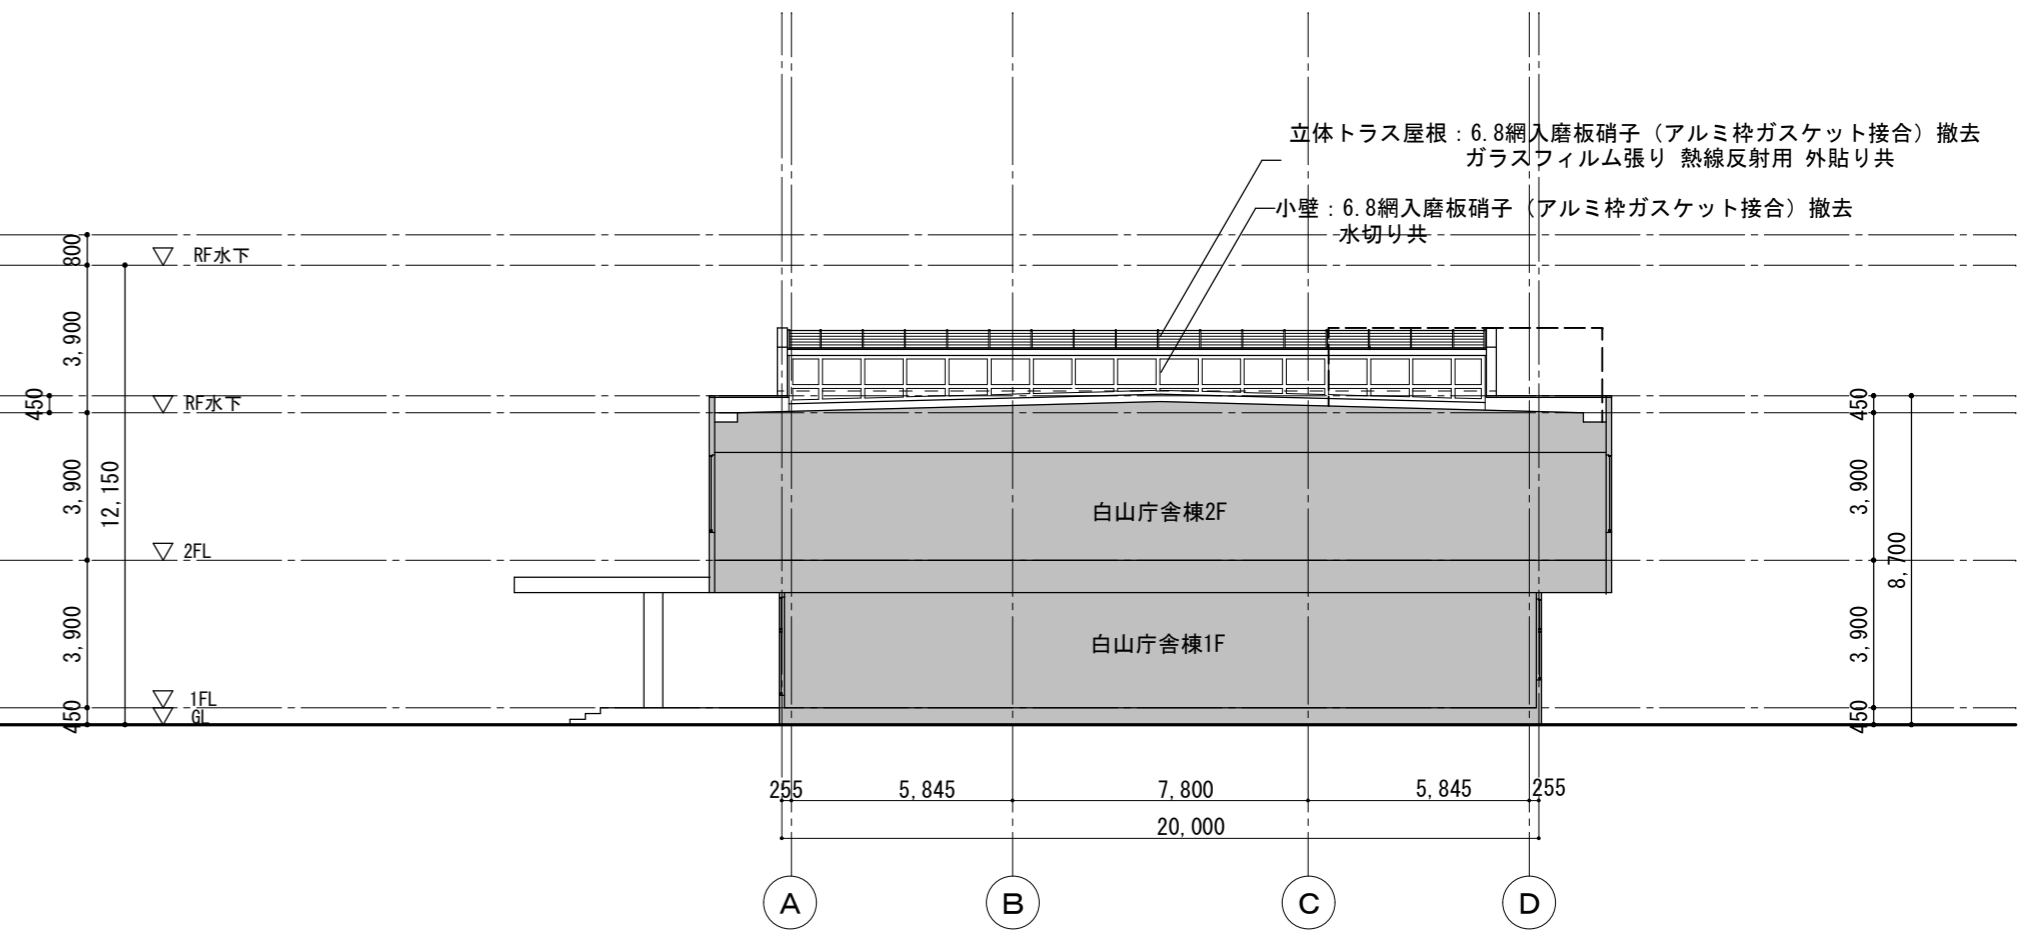 立体トラス屋根：6.8網入磨板硝子（アルミ枠ガスケット接合）撤去
ガラスフィルム張り 熱線反射用 外貼り共
小壁：6.8網入磨板硝子（アルミ枠ガスケット接合）撤去
水切り共
800
RF水下
3,900
450
RF水下
450
3,900
12,150
3,900
白山庁舎棟2F
2FL
8,700
3,900
3,900
白山庁舎棟1F
1FL
450
GL
450
255
5,845
7,800
5,845
255
20,000
A
B
C
D